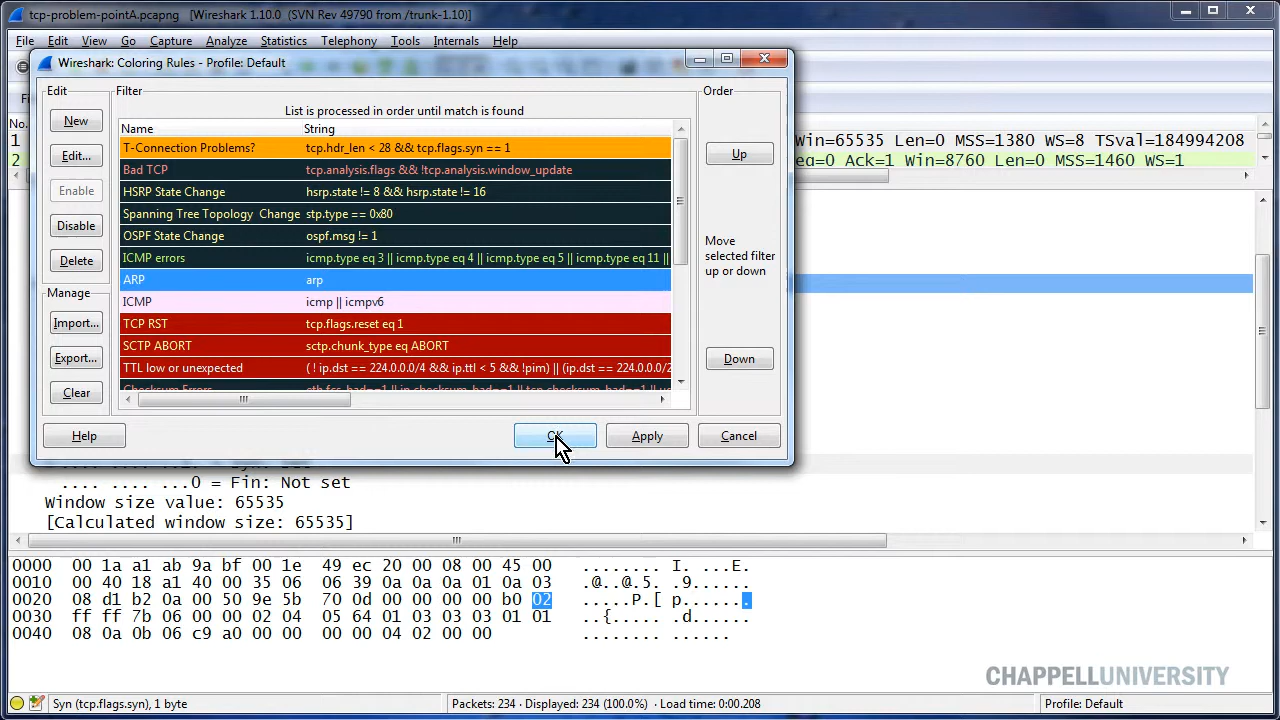 tcp-problem-pointA.pcapng [Wireshark 1.10.0 (SVN Rev 49790 from /trunk-1.10)]
File Edit View Go Capture Analyze Statistics Telephony Tools Internals Help
Wireshark: Coloring Rules - Profile: Default
Edit
Filter
Order
List is processed in order until match is found
New
Edit...
Enable
Disable
Delete
Manage
Import...
Export...
Clear
Name String
T-Connection Problems? tcp.hdr_len < 28 && tcp.flags.syn == 1
Bad TCP tcp.analysis.flags && !tcp.analysis.window_update
HSRP State Change hsrp.state != 8 && hsrp.state != 16
Spanning Tree Topology Change stp.type == 0x80
OSPF State Change ospf.msg != 1
ICMP errors icmp.type eq 3 || icmp.type eq 4 || icmp.type eq 5 || icmp.type eq 11 ||
ARP arp
ICMP icmp || icmpv6
TCP RST tcp.flags.reset eq 1
SCTP ABORT sctp.chunk_type eq ABORT
TTL low or unexpected ( ! ip.dst == 224.0.0.0/4 && ip.ttl < 5 && !pim) || (ip.dst == 224.0.0.0/2
Up
Move
selected filter
up or down
Down
Help OK Apply Cancel
No.
1 Win=65535 Len=0 MSS=1380 WS=8 TSval=184994208
2 eq=0 Ack=1 Win=8760 Len=0 MSS=1460 WS=1
.... .... ...0 = Fin: Not set
Window size value: 65535
[Calculated window size: 65535]
0000 00 1a a1 ab 9a bf 00 1e 49 ec 20 00 08 00 45 00 ........ I. ...E.
0010 00 40 18 a1 40 00 35 06 06 39 0a 0a 0a 01 0a 03 .@..@.5. .9......
0020 08 d1 b2 0a 00 50 9e 5b 70 0d 00 00 00 00 b0 02 .....P.[ p.......
0030 ff ff 7b 06 00 00 02 04 05 64 01 03 03 03 01 01 ..{..... .d......
0040 08 0a 0b 06 c9 a0 00 00 00 00 04 02 00 00 ........ ......
CHAPPELLUNIVERSITY
Syn (tcp.flags.syn), 1 byte
Packets: 234 · Displayed: 234 (100.0%) · Load time: 0:00.208
Profile: Default